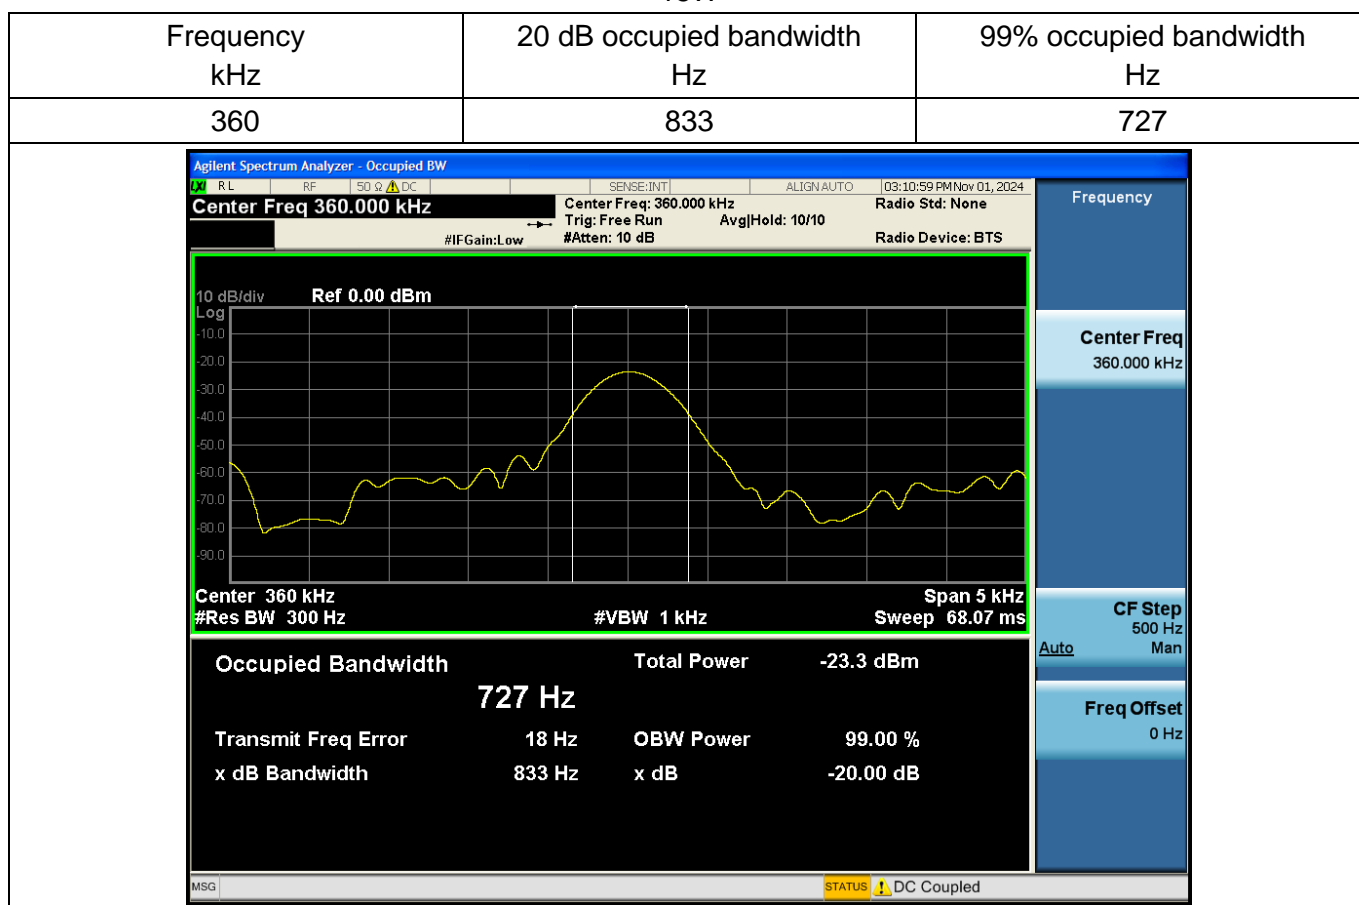 Frequency 20 dB occupied bandwidth 99% occupied bandwidth
kHz Hz Hz
360 833 727
Agilent Spectrum Analyzer - Occupied BW
LXI RL RF 50 Ω DC SENSE:INT ALIGN AUTO 03:10:59 PM Nov 01, 2024
Center Freq 360.000 kHz
Center Freq: 360.000 kHz Radio Std: None
Trig: Free Run Avg|Hold: 10/10
#IFGain:Low #Atten: 10 dB Radio Device: BTS
Frequency
10 dB/div Ref 0.00 dBm
Log
-10.0
-20.0
-30.0
-40.0
-50.0
-60.0
-70.0
-80.0
-90.0
Center 360 kHz Span 5 kHz
#Res BW 300 Hz #VBW 1 kHz Sweep 68.07 ms
Center Freq
360.000 kHz
CF Step
500 Hz
Auto Man
Freq Offset
0 Hz
Occupied Bandwidth Total Power -23.3 dBm
727 Hz
Transmit Freq Error 18 Hz OBW Power 99.00 %
x dB Bandwidth 833 Hz x dB -20.00 dB
MSG STATUS DC Coupled